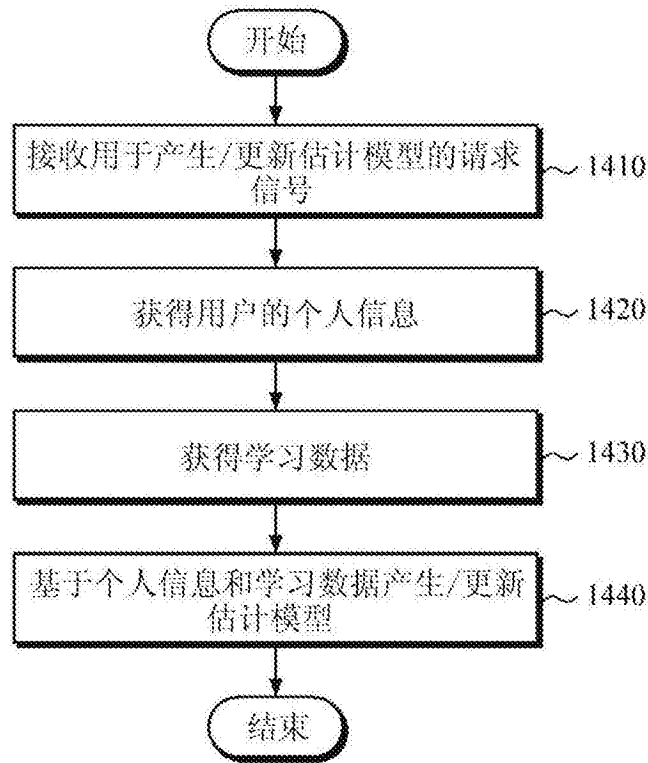 开始
接收用于产生/更新估计模型的请求
信号
1410
获得用户的个人信息
1420
获得学习数据
1430
基于个人信息和学习数据产生/更新
估计模型
1440
结束